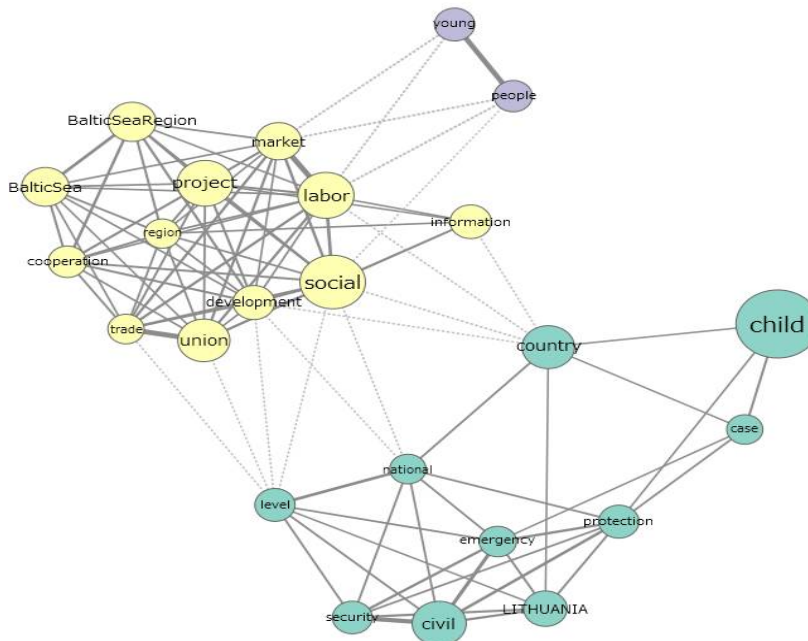 young
people
BalticSeaRegion
market
project
BalticSea
labor
information
region
cooperation
social
development
trade
union
country
child
case
national
level
protection
emergency
LITHUANIA
security
civil